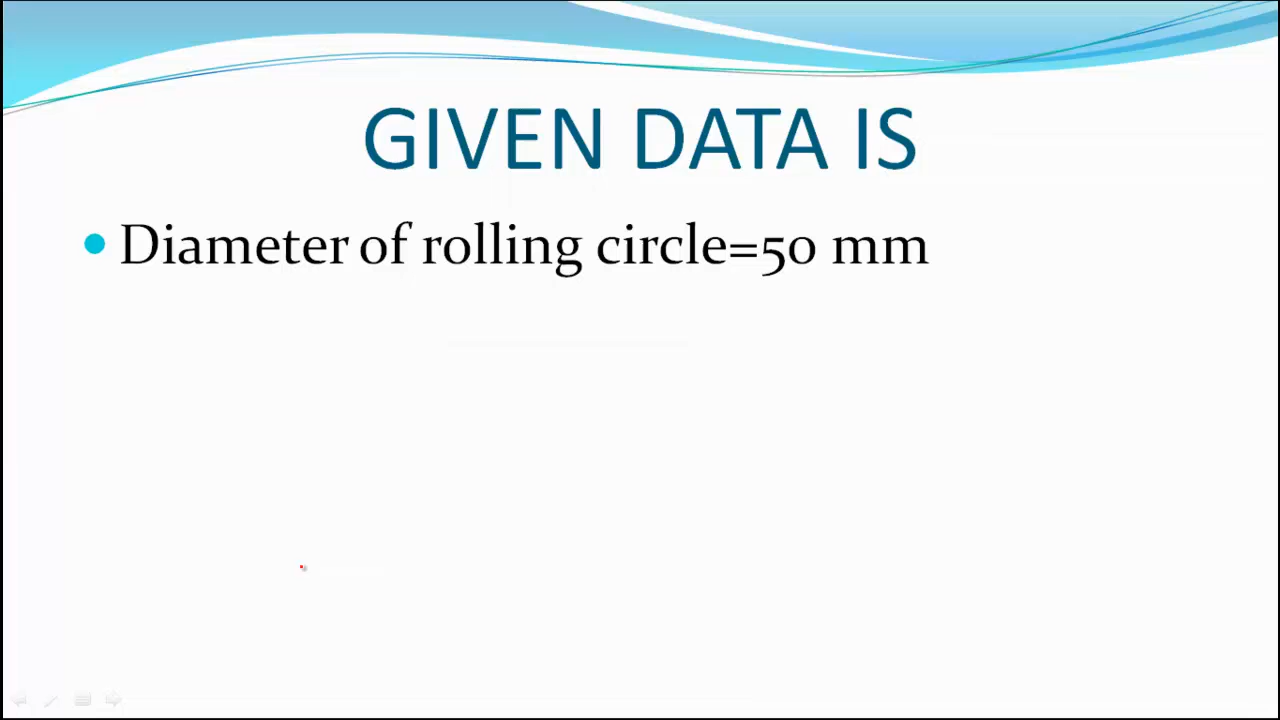 GIVEN DATA IS
• Diameter of rolling circle=50 mm